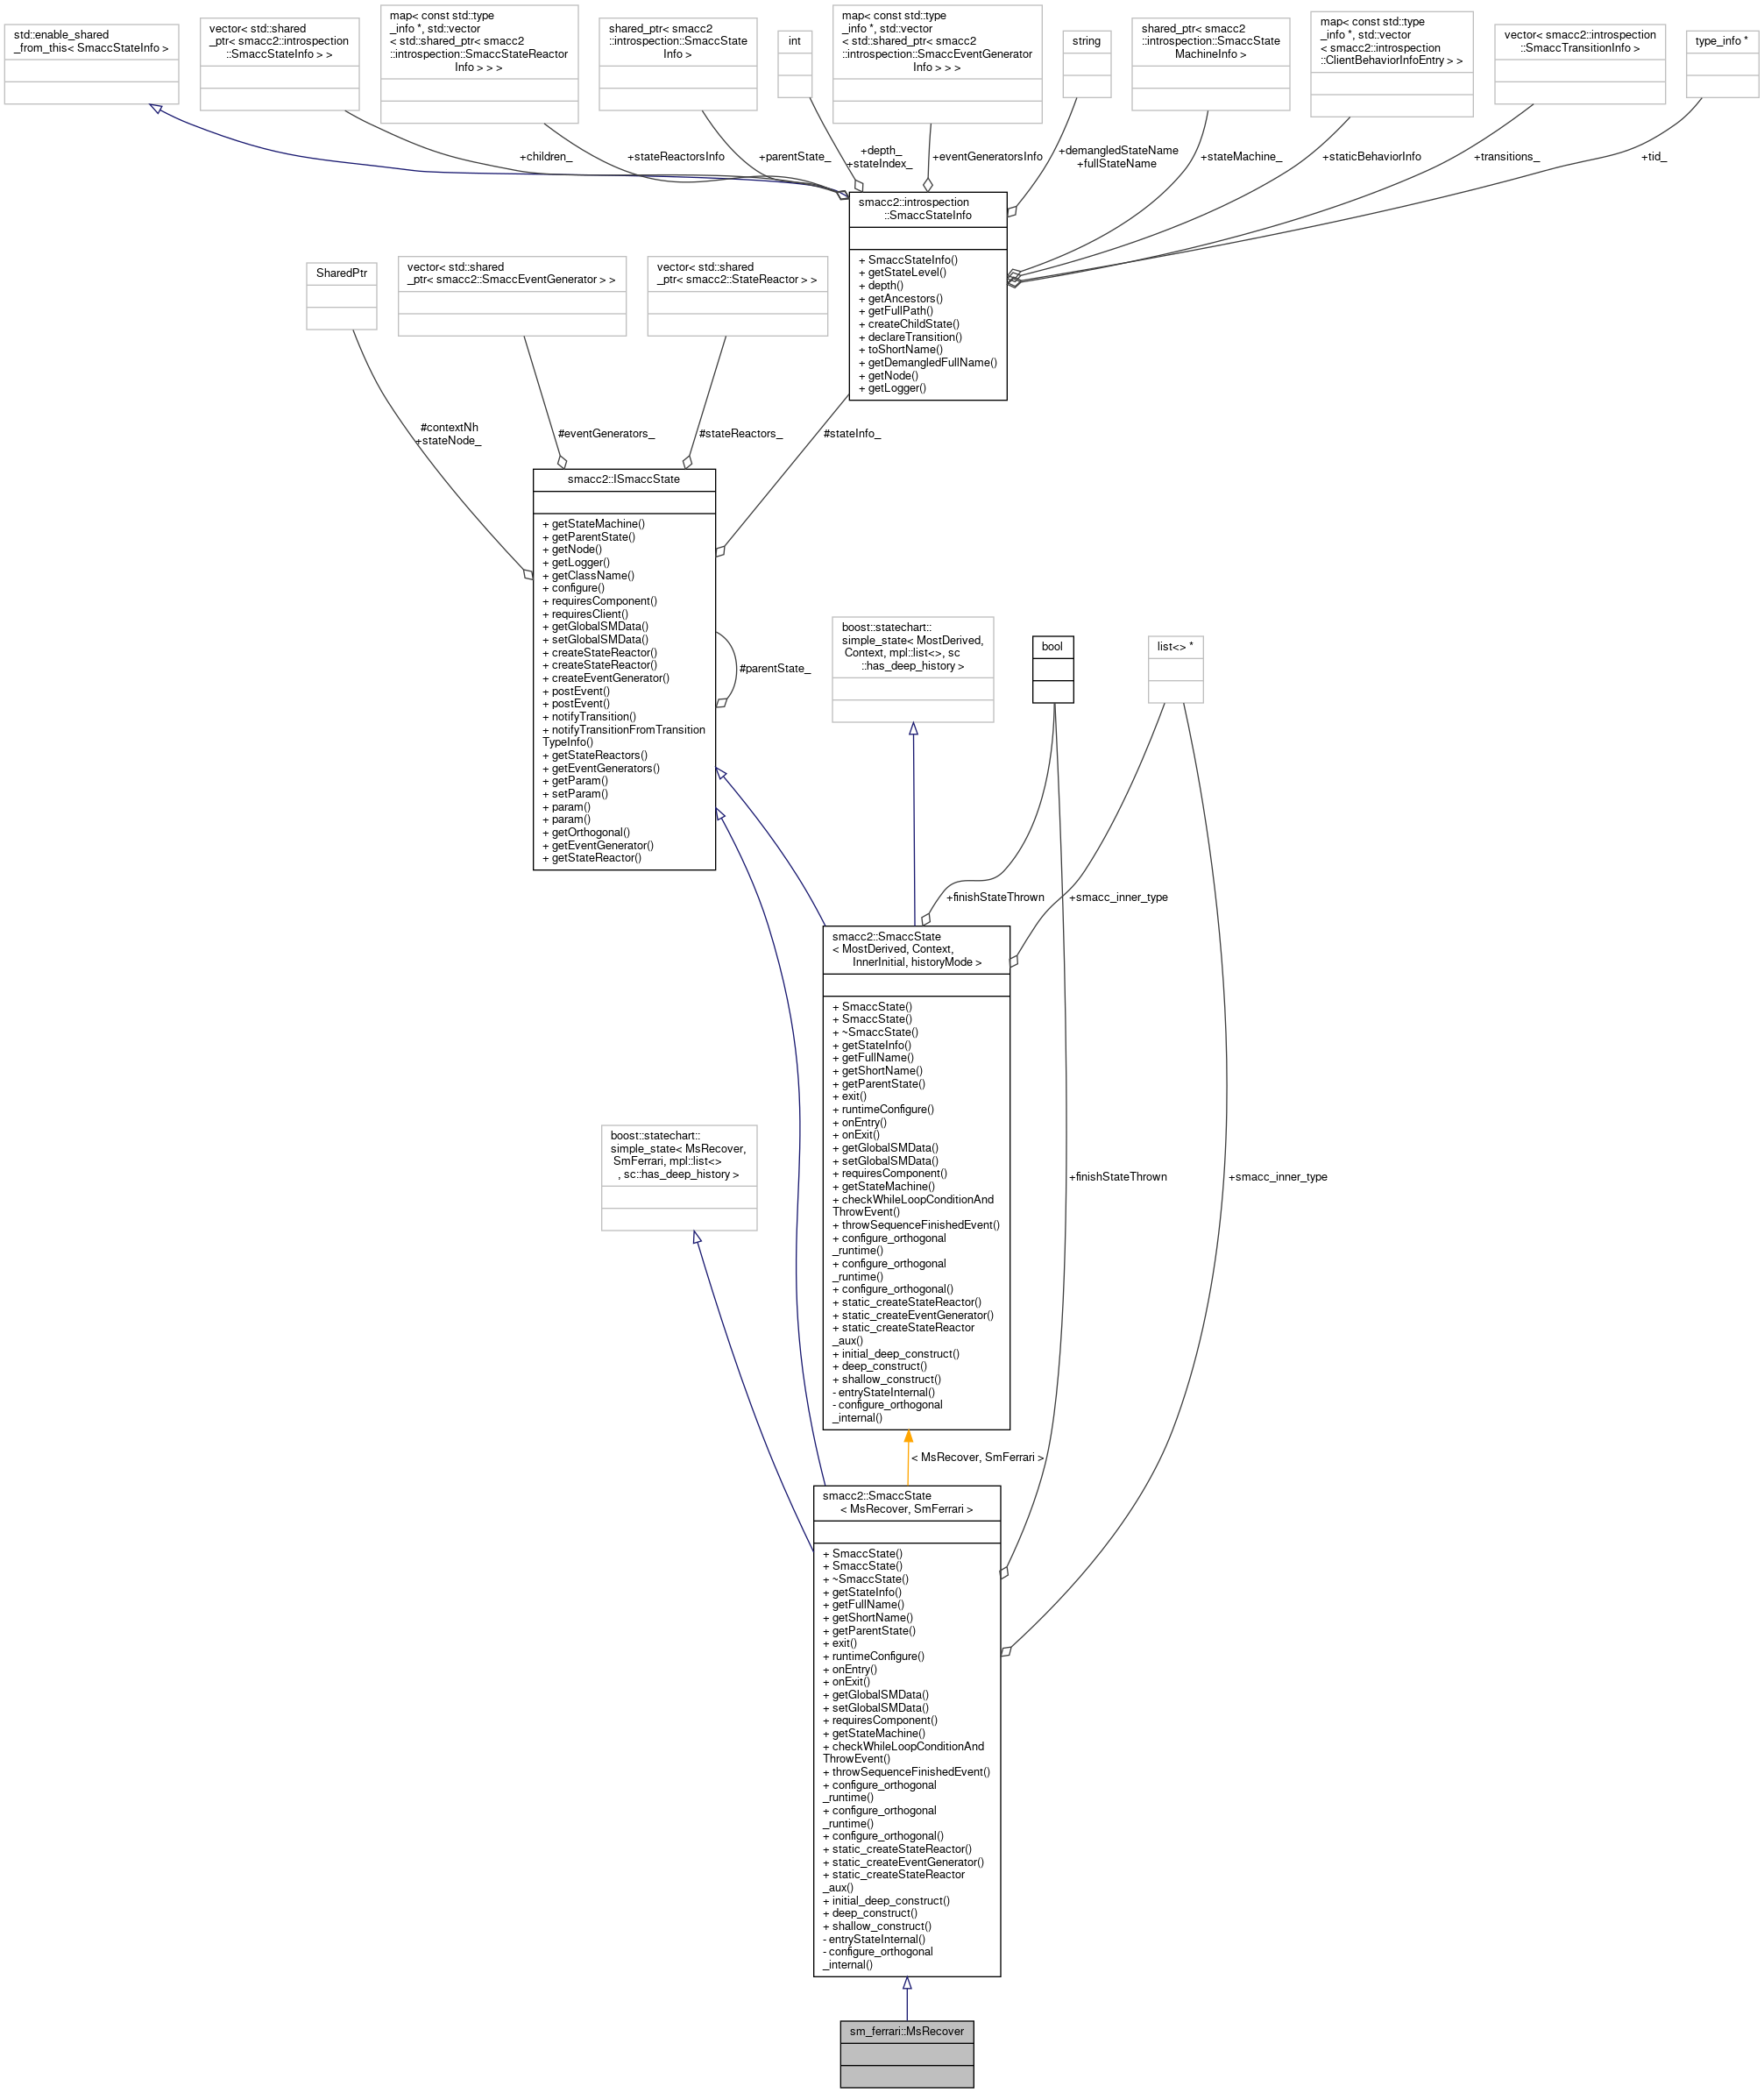 std::enable_shared
_from_this< SmaccStateInfo >
vector< std::shared
_ptr< smacc2::introspection
::SmaccStateInfo > >
map< const std::type
_info *, std::vector
< std::shared_ptr< smacc2
::introspection::SmaccStateReactor
Info > > >
shared_ptr< smacc2
::introspection::SmaccState
Info >
int
map< const std::type
_info *, std::vector
< std::shared_ptr< smacc2
::introspection::SmaccEventGenerator
Info > > >
string
shared_ptr< smacc2
::introspection::SmaccState
MachineInfo >
map< const std::type
_info *, std::vector
< smacc2::introspection
::ClientBehaviorInfoEntry > >
vector< smacc2::introspection
::SmaccTransitionInfo >
type_info *
+children_
+stateReactorsInfo
+parentState_
+depth_
+stateIndex_
+eventGeneratorsInfo
+demangledStateName
+fullStateName
+stateMachine_
+staticBehaviorInfo
+transitions_
+tid_
smacc2::introspection
::SmaccStateInfo
+ SmaccStateInfo()
+ getStateLevel()
+ depth()
+ getAncestors()
+ getFullPath()
+ createChildState()
+ declareTransition()
+ toShortName()
+ getDemangledFullName()
+ getNode()
+ getLogger()
SharedPtr
vector< std::shared
_ptr< smacc2::SmaccEventGenerator > >
vector< std::shared
_ptr< smacc2::StateReactor > >
#contextNh
+stateNode_
#eventGenerators_
#stateReactors_
#stateInfo_
smacc2::ISmaccState
+ getStateMachine()
+ getParentState()
+ getNode()
+ getLogger()
+ getClassName()
+ configure()
+ requiresComponent()
+ requiresClient()
+ getGlobalSMData()
+ setGlobalSMData()
+ createStateReactor()
+ createStateReactor()
+ createEventGenerator()
+ postEvent()
+ postEvent()
+ notifyTransition()
+ notifyTransitionFromTransition
TypeInfo()
+ getStateReactors()
+ getEventGenerators()
+ getParam()
+ setParam()
+ param()
+ param()
+ getOrthogonal()
+ getEventGenerator()
+ getStateReactor()
#parentState_
boost::statechart::
simple_state< MostDerived,
Context, mpl::list<>, sc
::has_deep_history >
bool
list<> *
+finishStateThrown
+smacc_inner_type
smacc2::SmaccState
< MostDerived, Context,
InnerInitial, historyMode >
+ SmaccState()
+ SmaccState()
+ ~SmaccState()
+ getStateInfo()
+ getFullName()
+ getShortName()
+ getParentState()
+ exit()
+ runtimeConfigure()
+ onEntry()
+ onExit()
+ getGlobalSMData()
+ setGlobalSMData()
+ requiresComponent()
+ getStateMachine()
+ checkWhileLoopConditionAnd
ThrowEvent()
+ throwSequenceFinishedEvent()
+ configure_orthogonal
_runtime()
+ configure_orthogonal
_runtime()
+ configure_orthogonal()
+ static_createStateReactor()
+ static_createEventGenerator()
+ static_createStateReactor
_aux()
+ initial_deep_construct()
+ deep_construct()
+ shallow_construct()
- entryStateInternal()
- configure_orthogonal
_internal()
boost::statechart::
simple_state< MsRecover,
SmFerrari, mpl::list<>
, sc::has_deep_history >
+finishStateThrown
+smacc_inner_type
< MsRecover, SmFerrari >
smacc2::SmaccState
< MsRecover, SmFerrari >
+ SmaccState()
+ SmaccState()
+ ~SmaccState()
+ getStateInfo()
+ getFullName()
+ getShortName()
+ getParentState()
+ exit()
+ runtimeConfigure()
+ onEntry()
+ onExit()
+ getGlobalSMData()
+ setGlobalSMData()
+ requiresComponent()
+ getStateMachine()
+ checkWhileLoopConditionAnd
ThrowEvent()
+ throwSequenceFinishedEvent()
+ configure_orthogonal
_runtime()
+ configure_orthogonal
_runtime()
+ configure_orthogonal()
+ static_createStateReactor()
+ static_createEventGenerator()
+ static_createStateReactor
_aux()
+ initial_deep_construct()
+ deep_construct()
+ shallow_construct()
- entryStateInternal()
- configure_orthogonal
_internal()
sm_ferrari::MsRecover